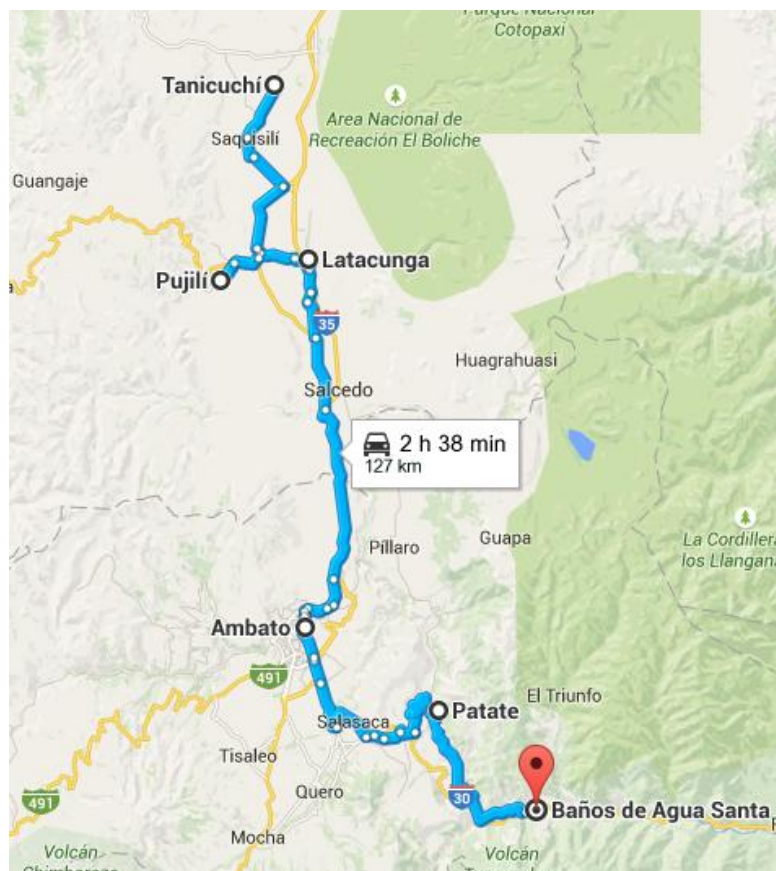 Parque Nacional
Cotopaxi
Tanicuchí
Area Nacional de
Recreación El Boliche
Saquisilí
Guangaje
Latacunga
Pujilí
35
Huagrahuasi
Salcedo
2 h 38 min
127 km
Guapa
Píllaro
La Cordillera
los Llangana
Ambato
491
El Triunfo
Patate
Salasaca
Tisaleo
Quero
30
491
Baños de Agua Santa
Mocha
Volcán
Volcán